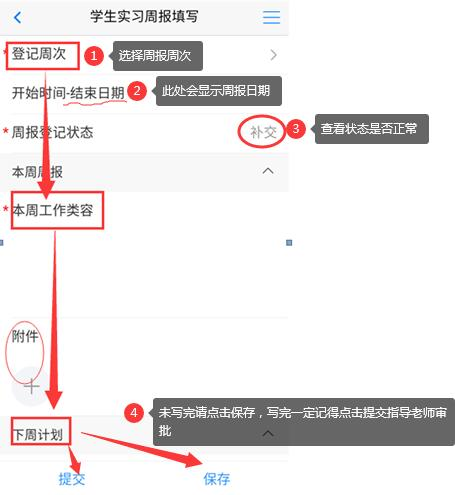 学生实习周报填写
* 登记周次
1 选择周报周次
开始时间-结束日期
2 此处会显示周报日期
* 周报登记状态
补交
3 查看状态是否正常
本周周报
* 本周工作类容
附件
4 未写完请点击保存，写完一定记得点击提交指导老师审
批
下周计划
提交
保存